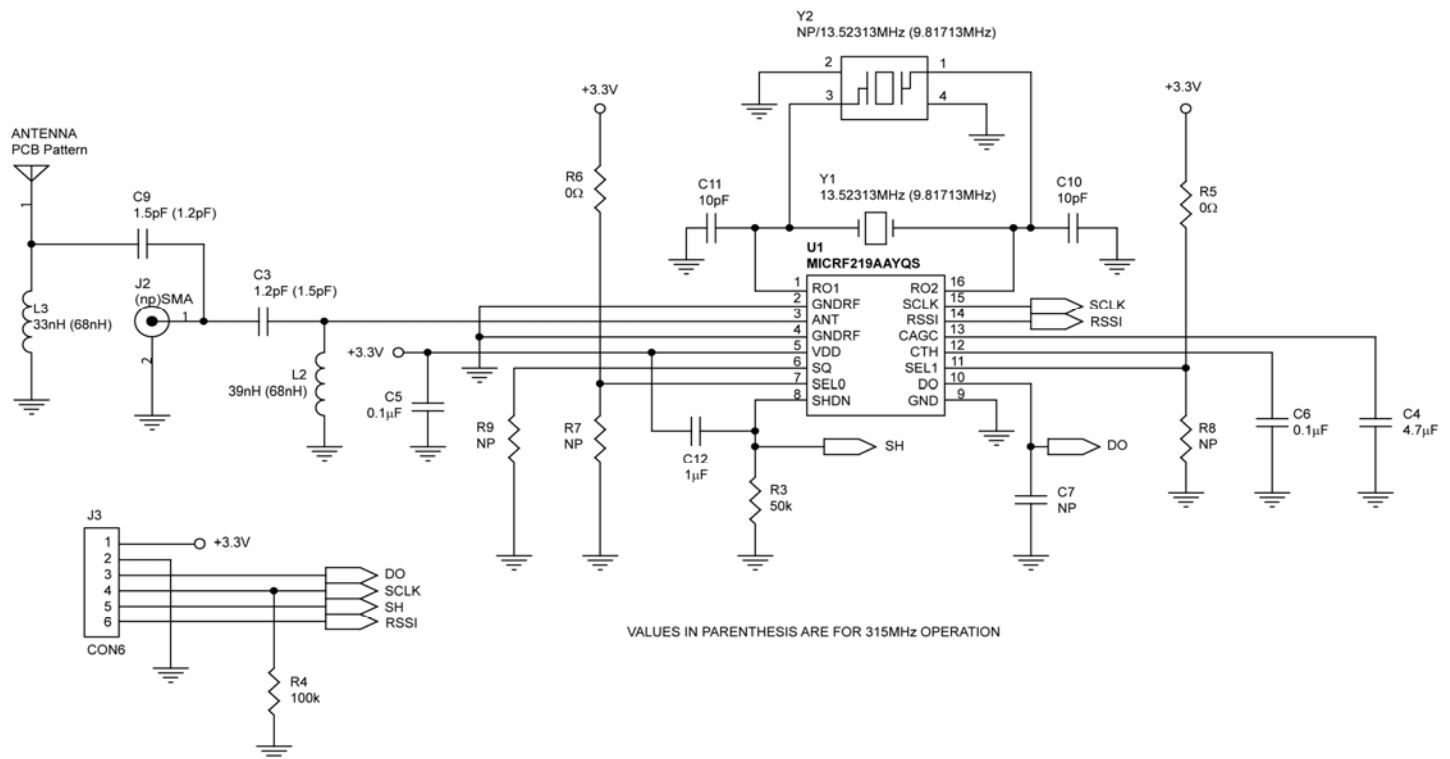 Y2
NP/13.52313MHz (9.81713MHz)
2
1
3
4
+3.3V
+3.3V
ANTENNA
PCB Pattern
1
C9
1.5pF (1.2pF)
R6
0Ω
C11
10pF
Y1
13.52313MHz (9.81713MHz)
C10
10pF
R5
0Ω
U1
MICRF219AAYQS
L3
33nH (68nH)
J2
(np)SMA
1
2
C3
1.2pF (1.5pF)
L2
39nH (68nH)
+3.3V
C5
0.1μF
1 RO1 RO2 16
2 GNDRF SCLK 15 SCLK
3 ANT RSSI 14 RSSI
4 GNDRF CAGC 13
5 VDD CTH 12
6 SQ SEL1 11
7 SEL0 DO 10
8 SHDN GND 9
R9
NP
R7
NP
C12
1μF
SH
R3
50k
DO
C7
NP
R8
NP
C6
0.1μF
C4
4.7μF
J3
1 +3.3V
2
3 DO
4 SCLK
5 SH
6 RSSI
CON6
R4
100k
VALUES IN PARENTHESIS ARE FOR 315MHz OPERATION